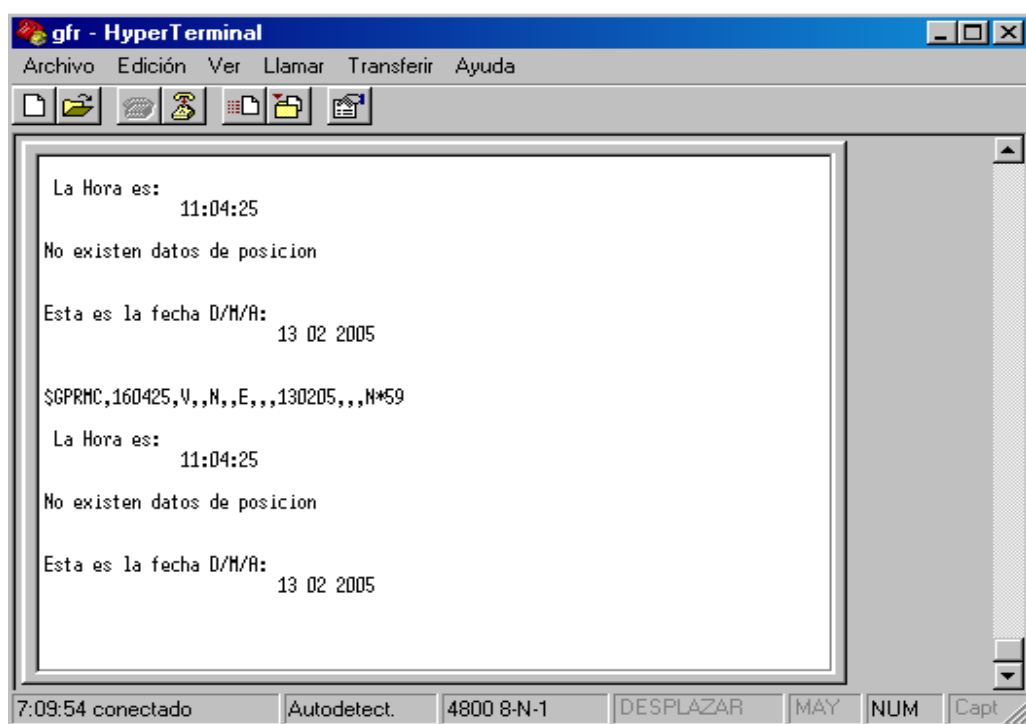 gfr - HyperTerminal
Archivo Edición Ver Llamar Transferir Ayuda
La Hora es:
11:04:25
No existen datos de posicion
Esta es la fecha D/M/A:
13 02 2005
$GPRMC,160425,V,,N,,E,,,130205,,,N*59
La Hora es:
11:04:25
No existen datos de posicion
Esta es la fecha D/M/A:
13 02 2005
7:09:54 conectado Autodetect. 4800 8-N-1 DESPLAZAR MAY NUM Capt